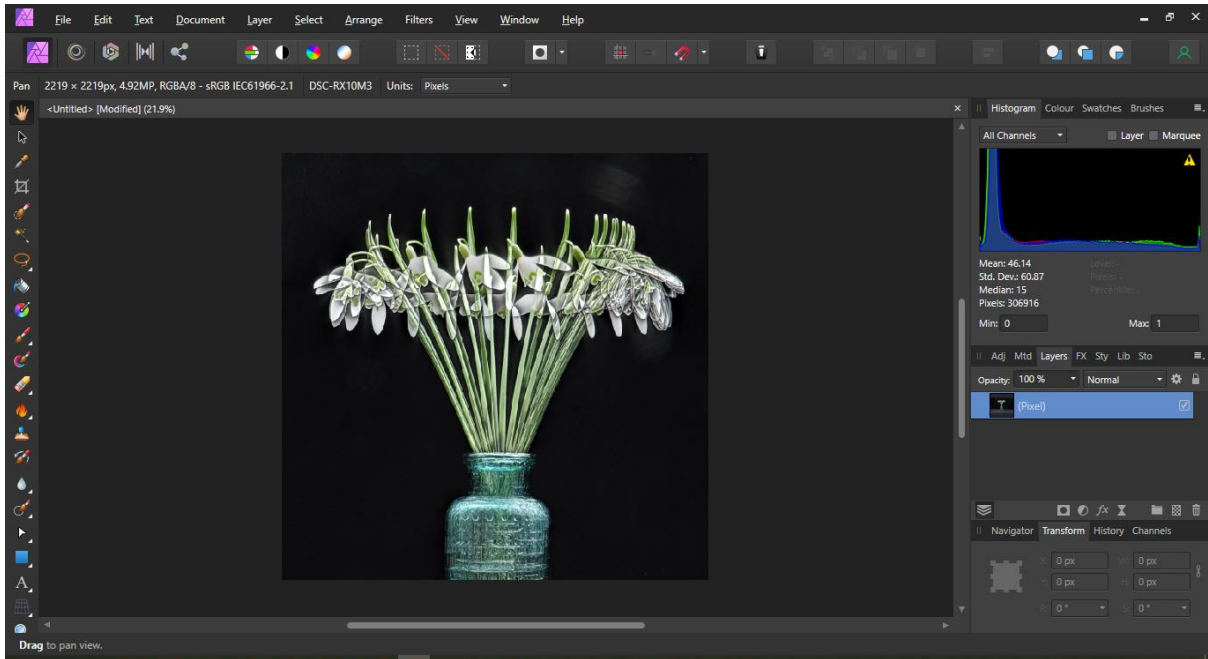 File Edit Text Document Layer Select Arrange Filters View Window Help
Pan 2219 × 2219px, 4.92MP, RGBA/8 - sRGB IEC61966-2.1 DSC-RX10M3 Units: Pixels
<Untitled> [Modified] (21.9%)
Histogram Colour Swatches Brushes
All Channels Layer Marquee
Mean: 46.14 Level: -
Std. Dev.: 60.87 Pixels: -
Median: 15 Percentile: -
Pixels: 306916
Min: 0 Max: 1
Adj Mtd Layers FX Sty Lib Sto
Opacity: 100 % Normal
(Pixel)
fx
Navigator Transform History Channels
X: 0 px W: 0 px
Y: 0 px H: 0 px
R: 0 ° S: 0 °
A
Drag to pan view.